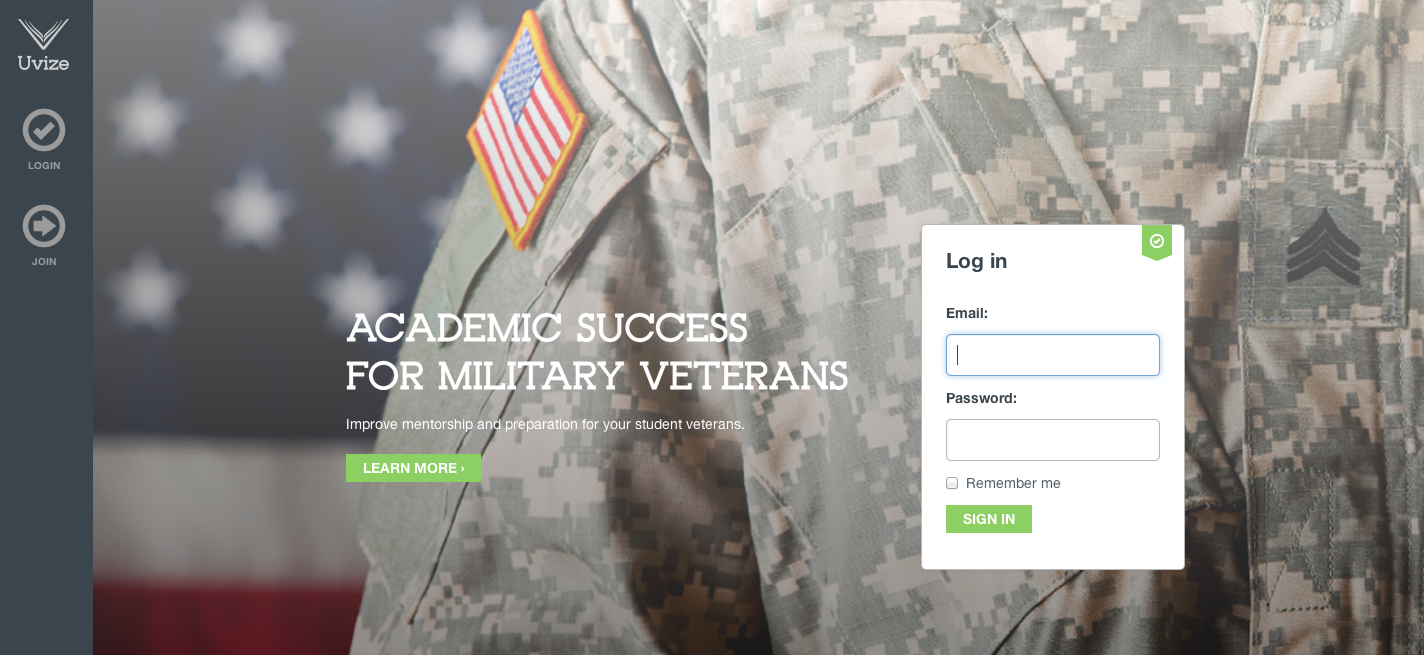 Uvize
LOGIN
JOIN
ACADEMIC SUCCESS
FOR MILITARY VETERANS
Improve mentorship and preparation for your student veterans.
LEARN MORE ›
Log in
Email:
Password:
Remember me
SIGN IN